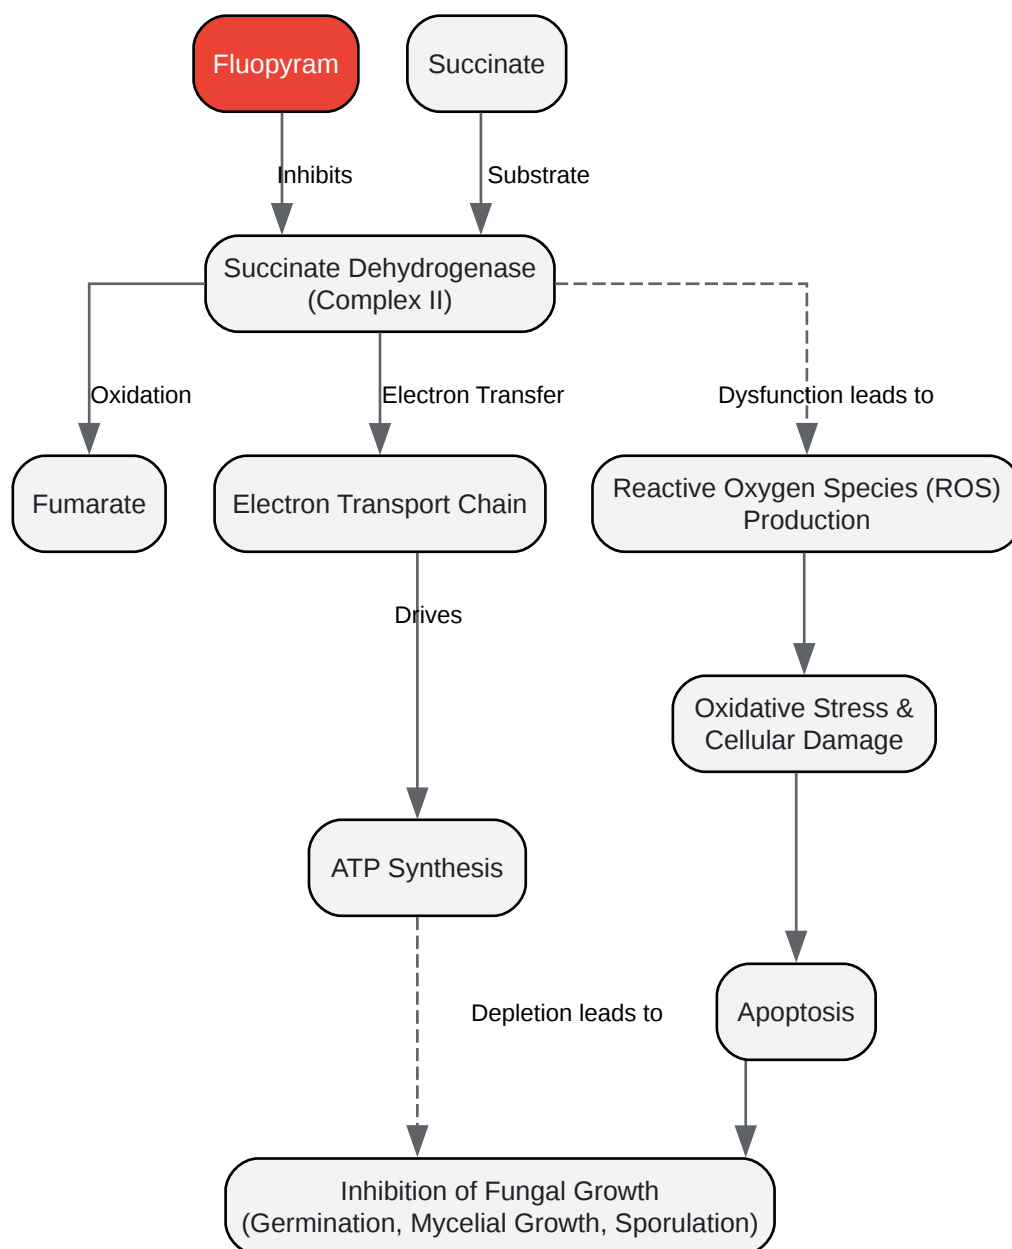 Fluopyram
Succinate
Inhibits
Substrate
Succinate Dehydrogenase
(Complex II)
Oxidation
Electron Transfer
Dysfunction leads to
Fumarate
Electron Transport Chain
Reactive Oxygen Species (ROS)
Production
Drives
Oxidative Stress &
Cellular Damage
ATP Synthesis
Depletion leads to
Apoptosis
Inhibition of Fungal Growth
(Germination, Mycelial Growth, Sporulation)